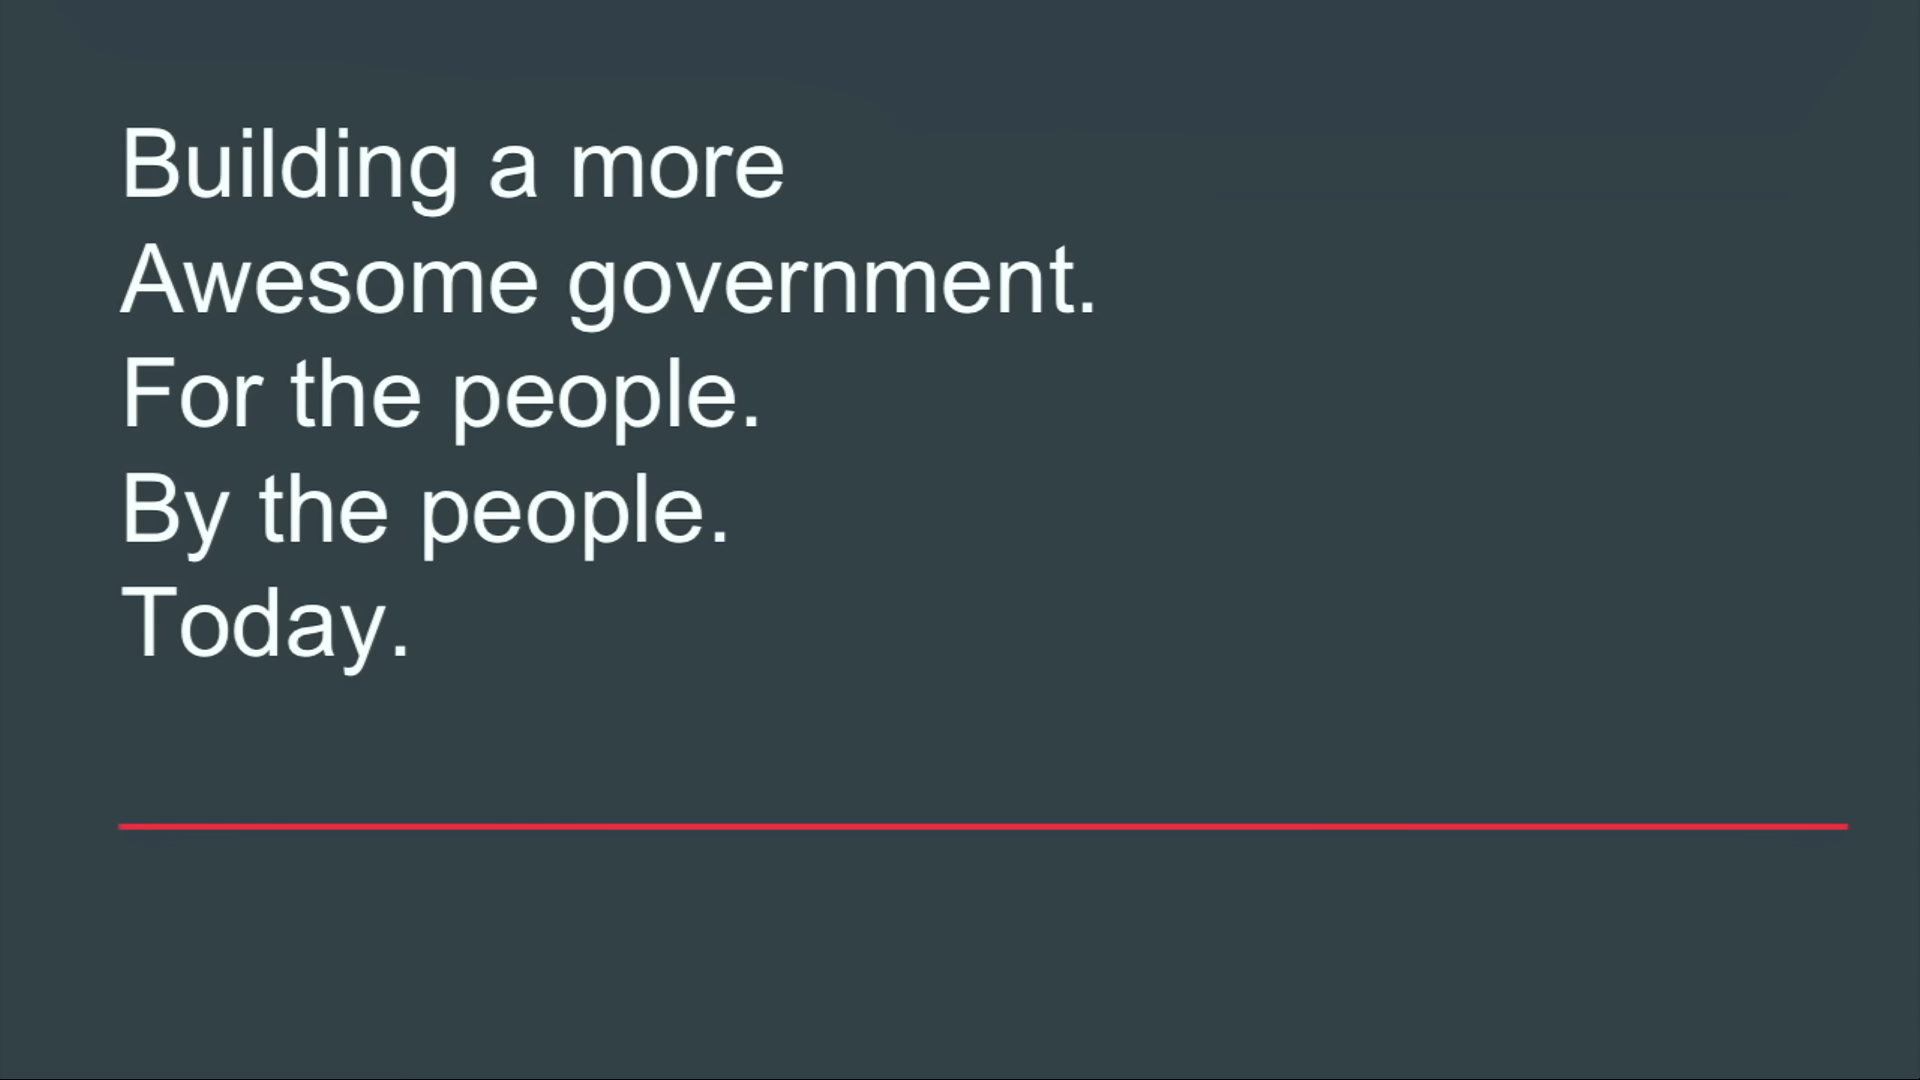 Building a more
Awesome government.
For the people.
By the people.
Today.